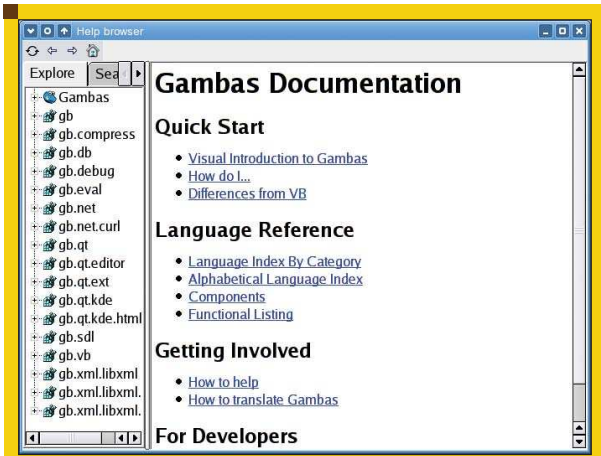 Help browser
Explore
Sea
Gambas
gb
gb.compress
gb.db
gb.debug
gb.eval
gb.net
gb.net.curl
gb.qt
gb.qt.editor
gb.qt.ext
gb.qt.kde
gb.qt.kde.html
gb.sdl
gb.vb
gb.xml.libxml
gb.xml.libxml.
gb.xml.libxml.
Gambas Documentation
Quick Start
Visual Introduction to Gambas
How do I...
Differences from VB
Language Reference
Language Index By Category
Alphabetical Language Index
Components
Functional Listing
Getting Involved
How to help
How to translate Gambas
For Developers